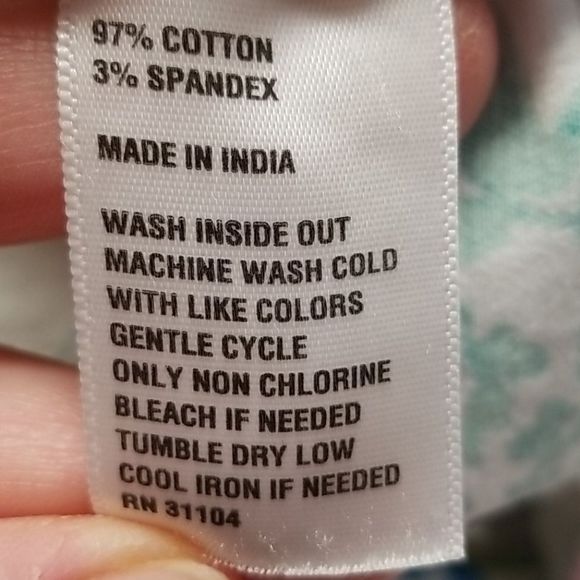 97% COTTON
3% SPANDEX
MADE IN INDIA
WASH INSIDE OUT
MACHINE WASH COLD
WITH LIKE COLORS
GENTLE CYCLE
ONLY NON CHLORINE
BLEACH IF NEEDED
TUMBLE DRY LOW
COOL IRON IF NEEDED
RN 31104